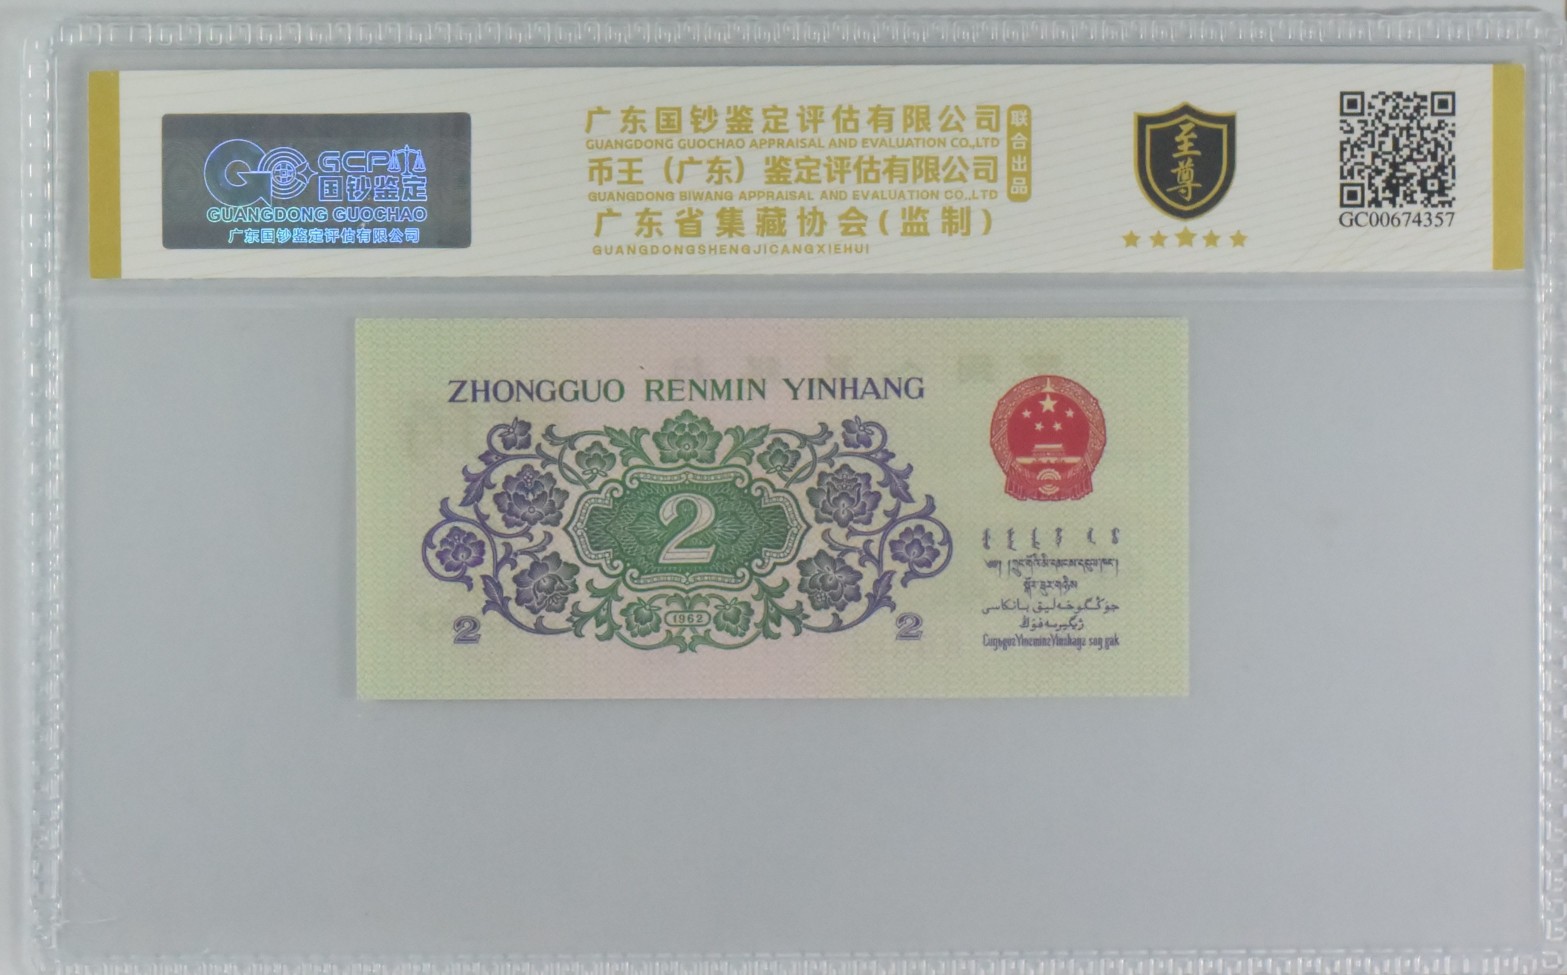 GCP
国钞鉴定
GUANGDONG GUOCHAO
广东国钞鉴定评估有限公司
广东国钞鉴定评估有限公司
GUANGDONG GUOCHAO APPRAISAL AND EVALUATION CO.,LTD
币王（广东）鉴定评估有限公司
GUANGDONG BIWANG APPRAISAL AND EVALUATION CO.,LTD
广东省集藏协会(监制)
GUANGDONGSHENGJICANGXIEHUI
联合出品
至尊
GC00674357
ZHONGGUO RENMIN YINHANG
2
1962
2
2
جۇڭگوخەلىق بانكاسى